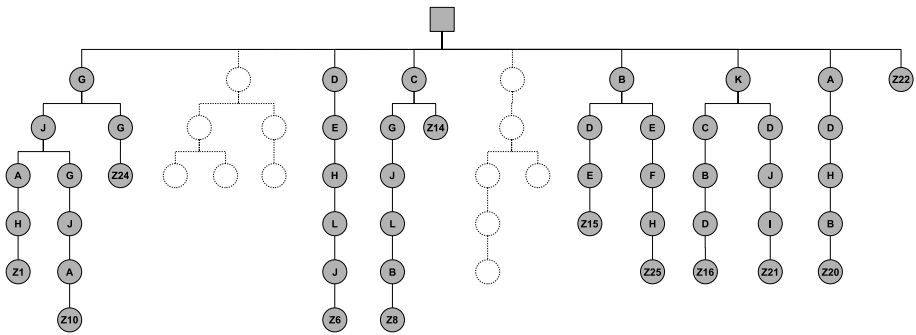 G D C B K A Z22
J G E G Z14 D E C D D
A G Z24 H J E F B J H
H J L L Z15 H D I B
Z1 A J B Z25 Z16 Z21 Z20
Z10 Z6 Z8